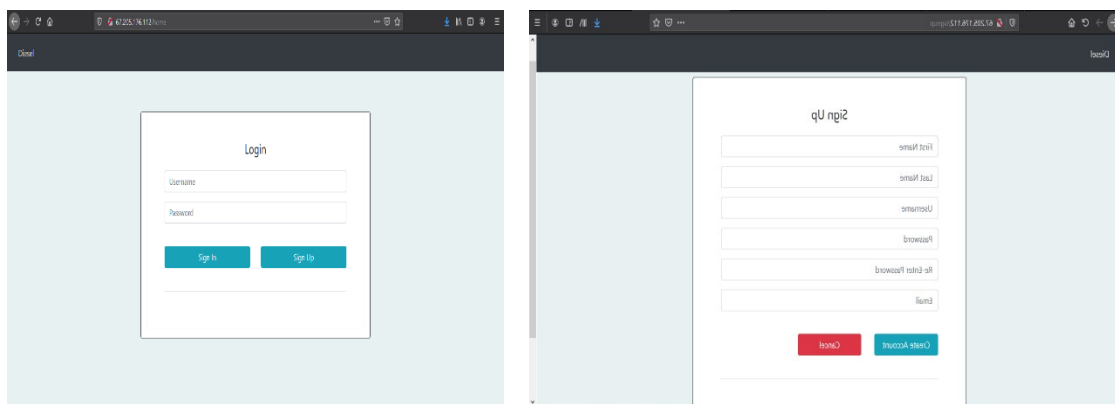 67.205.176.112/home
Diesel
Login
Username
Password
Sign In
Sign Up
67.205.176.112/signup
Diesel
Sign Up
First Name
Last Name
Username
Password
Re-Enter Password
Email
Create Account
Cancel